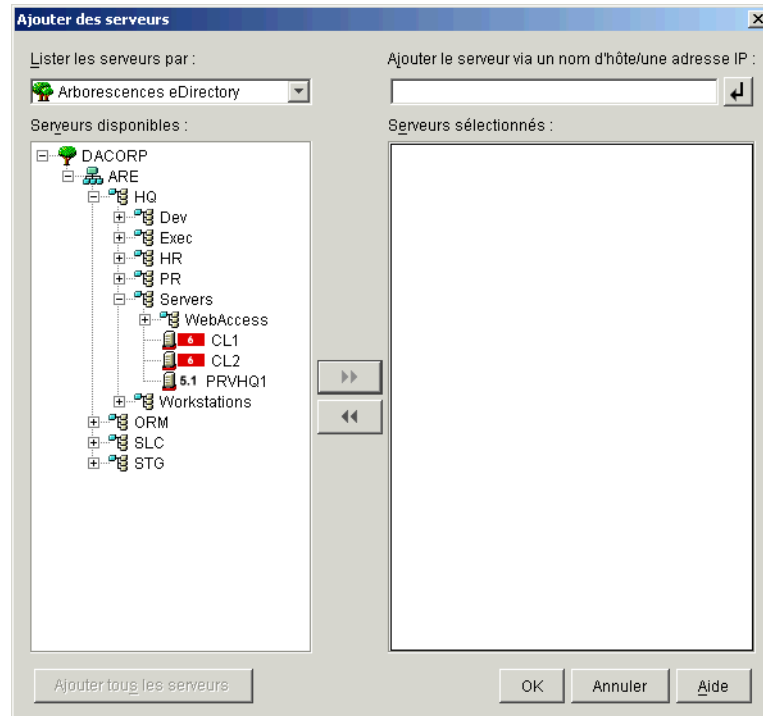 Ajouter des serveurs
Lister les serveurs par :
Arborescences eDirectory
Serveurs disponibles :
DACORP
ARE
HQ
Dev
Exec
HR
PR
Servers
WebAccess
6 CL1
6 CL2
5.1 PRVHQ1
Workstations
ORM
SLC
STG
Ajouter tous les serveurs
Ajouter le serveur via un nom d'hôte/une adresse IP :
Serveurs sélectionnés :
OK
Annuler
Aide